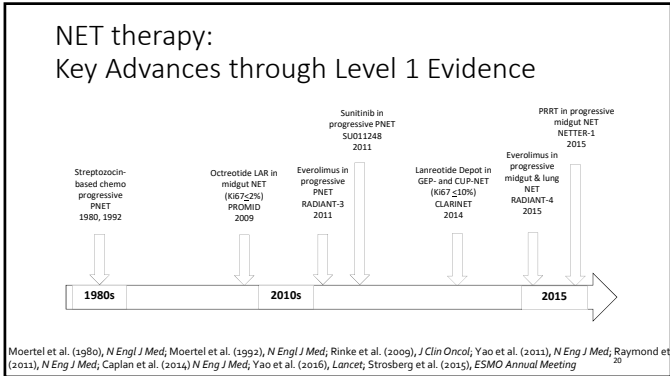 NET therapy:
Key Advances through Level 1 Evidence
Streptozocin-
based chemo
progressive
PNET
1980, 1992
Octreotide LAR in
midgut NET
(Ki67<2%)
PROMID
2009
Everolimus in
progressive
PNET
RADIANT-3
2011
Sunitinib in
progressive PNET
SU011248
2011
Lanreotide Depot in
GEP- and CUP-NET
(Ki67 <10%)
CLARINET
2014
Everolimus in
progressive
midgut & lung
NET
RADIANT-4
2015
PRRT in progressive
midgut NET
NETTER-1
2015
1980s
2010s
2015
Moertel et al. (1980), N Engl J Med; Moertel et al. (1992), N Engl J Med; Rinke et al. (2009), J Clin Oncol; Yao et al. (2011), N Eng J Med; Raymond et
(2011), N Eng J Med; Caplan et al. (2014) N Eng J Med; Yao et al. (2016), Lancet; Strosberg et al. (2015), ESMO Annual Meeting
20